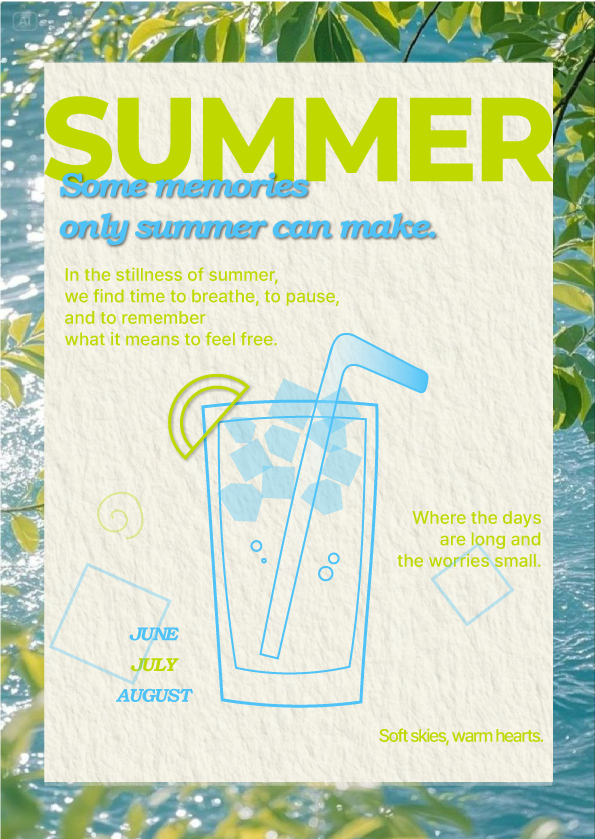 SUMMER
Some memories
only summer can make.
In the stillness of summer,
we find time to breathe, to pause,
and to remember
what it means to feel free.
Where the days
are long and
the worries small.
JUNE
JULY
AUGUST
Soft skies, warm hearts.